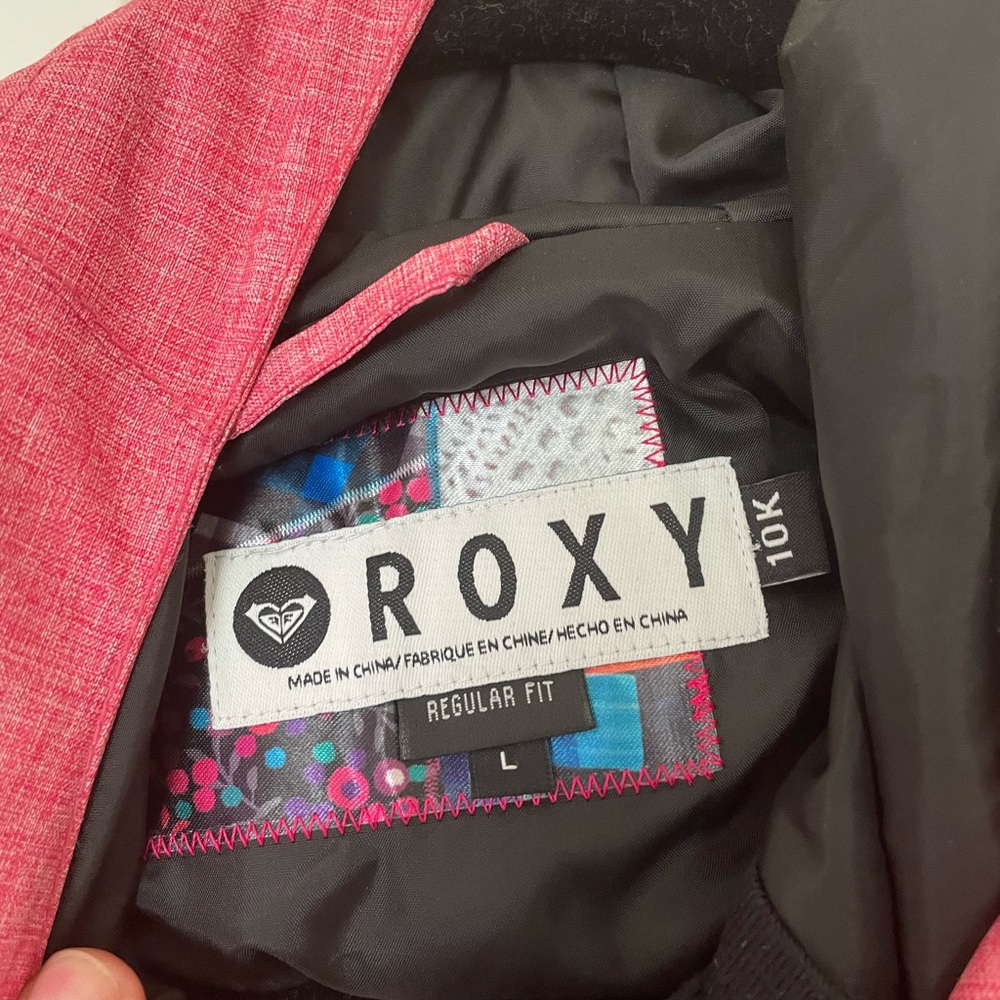 ROXY
MADE IN CHINA/ FABRIQUE EN CHINE/ HECHO EN CHINA
10K
REGULAR FIT
L